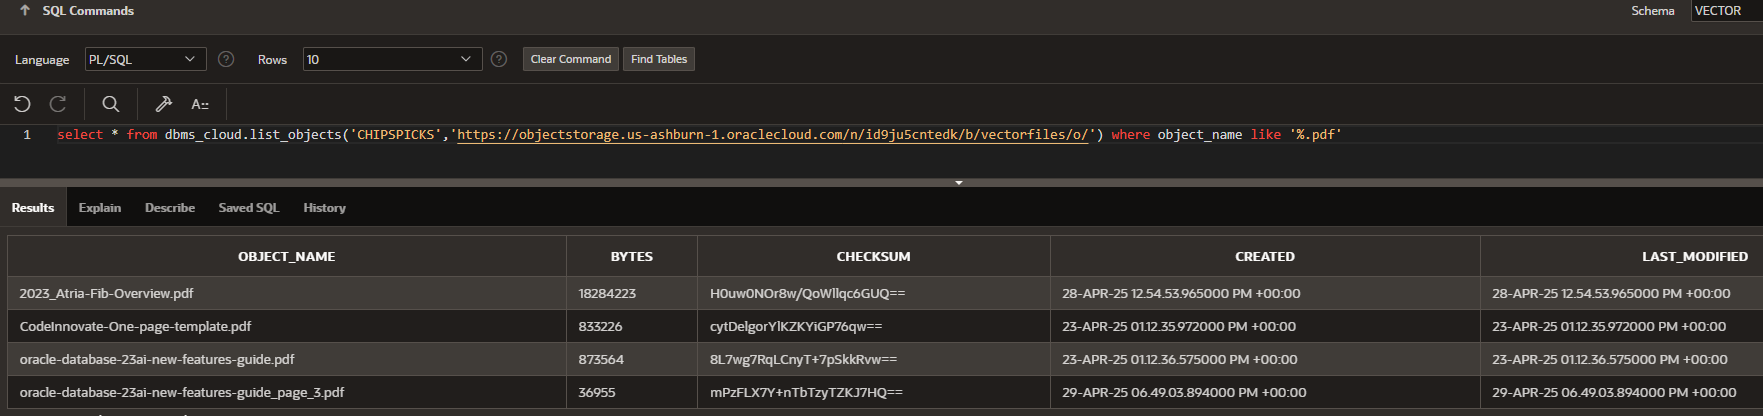 SQL Commands
Schema VECTOR
Language PL/SQL ? Rows 10 ? Clear Command Find Tables
A::
1 select * from dbms_cloud.list_objects('CHIPSPICKS','https://objectstorage.us-ashburn-1.oraclecloud.com/n/id9ju5cntedk/b/vectorfiles/o/') where object_name like '%.pdf'
Results Explain Describe Saved SQL History
OBJECT_NAME BYTES CHECKSUM CREATED LAST_MODIFIED
2023_Atria-Fib-Overview.pdf 18284223 H0uw0NOr8w/QoWllqc6GUQ== 28-APR-25 12.54.53.965000 PM +00:00 28-APR-25 12.54.53.965000 PM +00:00
CodeInnovate-One-page-template.pdf 833226 cytDelgorYlKZKYiGP76qw== 23-APR-25 01.12.35.972000 PM +00:00 23-APR-25 01.12.35.972000 PM +00:00
oracle-database-23ai-new-features-guide.pdf 873564 8L7wg7RqLCnyT+7pSkkRvw== 23-APR-25 01.12.36.575000 PM +00:00 23-APR-25 01.12.36.575000 PM +00:00
oracle-database-23ai-new-features-guide_page_3.pdf 36955 mPzFLX7Y+nTbTzyTZKJ7HQ== 29-APR-25 06.49.03.894000 PM +00:00 29-APR-25 06.49.03.894000 PM +00:00